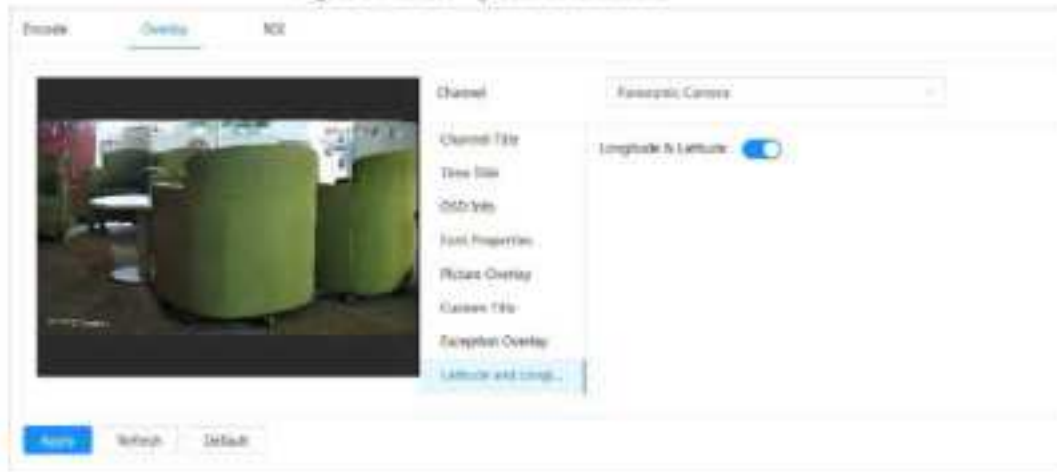 Encode Overlay ROI
Channel Panoramic Camera
Channel Title
Longitude & Latitude
Time Title
OSD Info
Font Properties
Picture Overlay
Custom Title
Exception Overlay
Latitude and Longi...
Apply Refresh Default